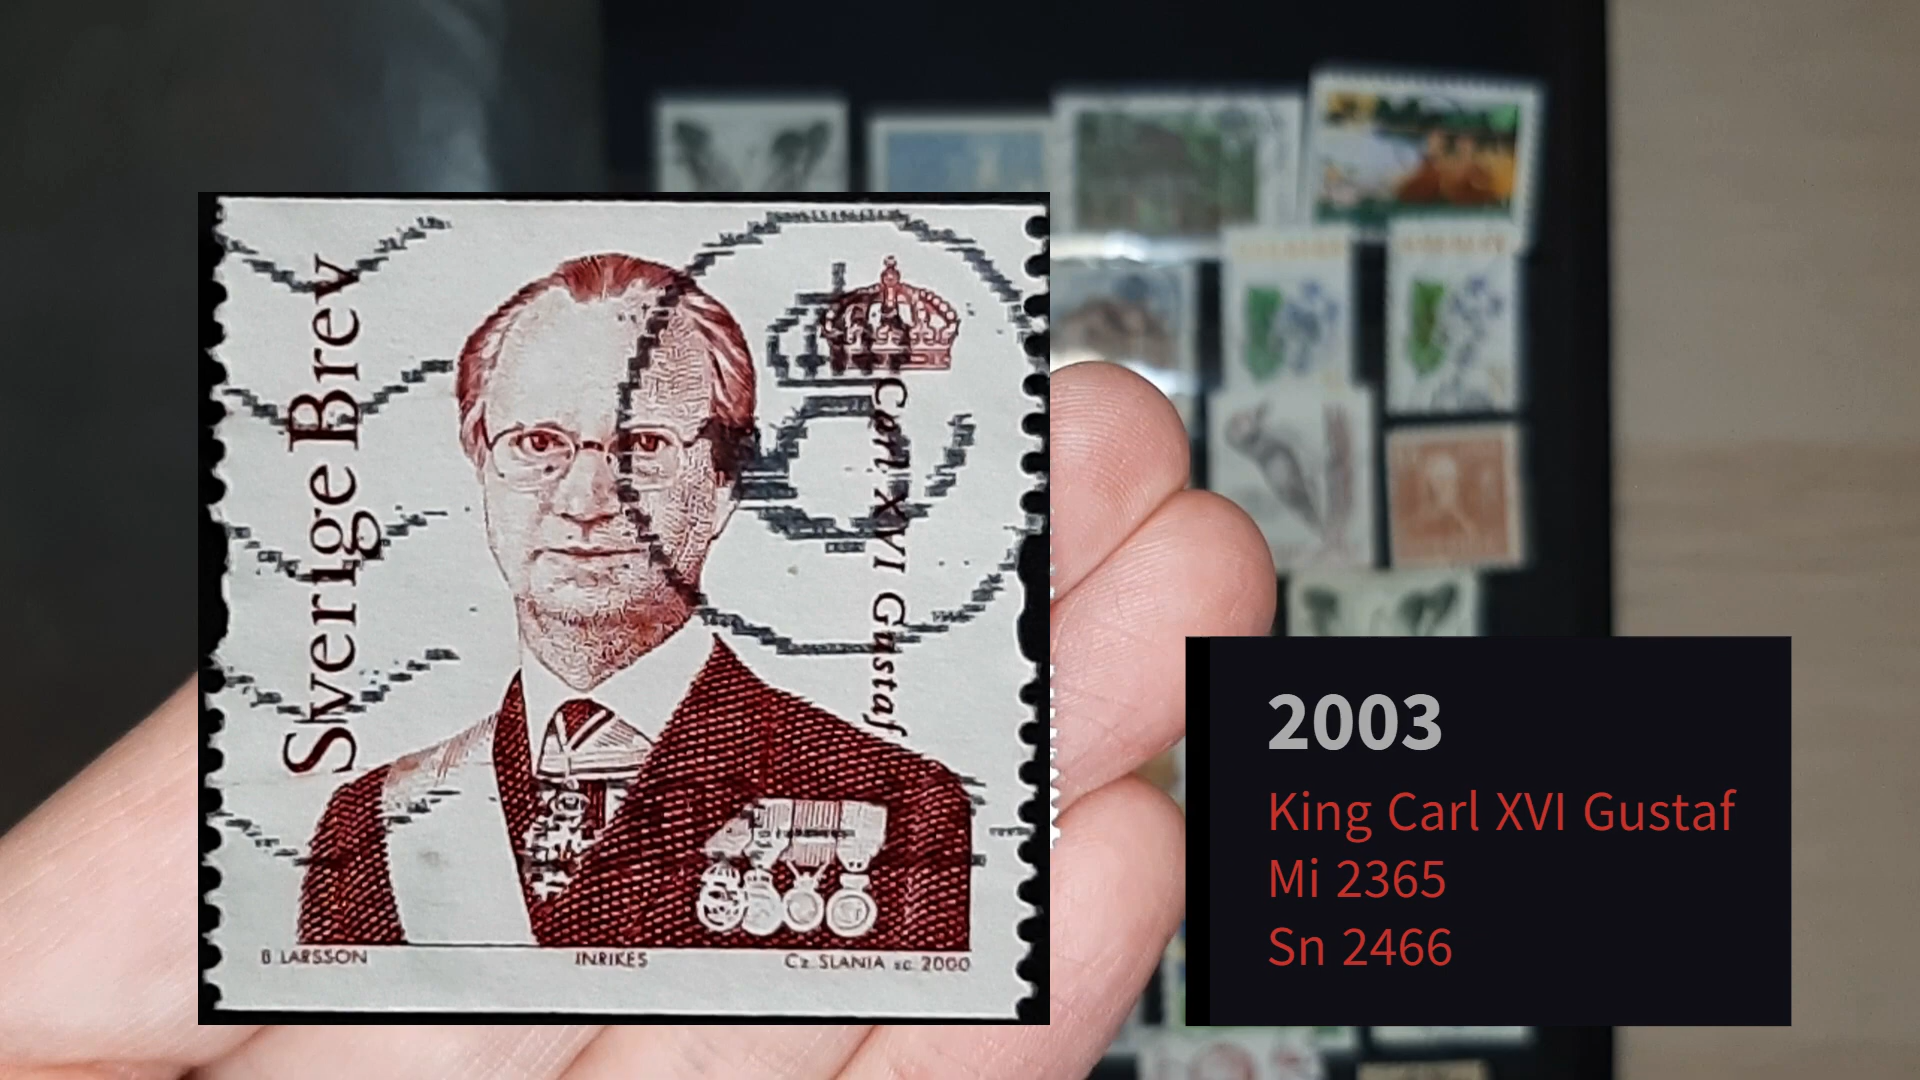 Sverige Brev
Carl XVI Gustaf
B LARSSON INRIKES Cz. SLANIA sc. 2000
2003
King Carl XVI Gustaf
Mi 2365
Sn 2466